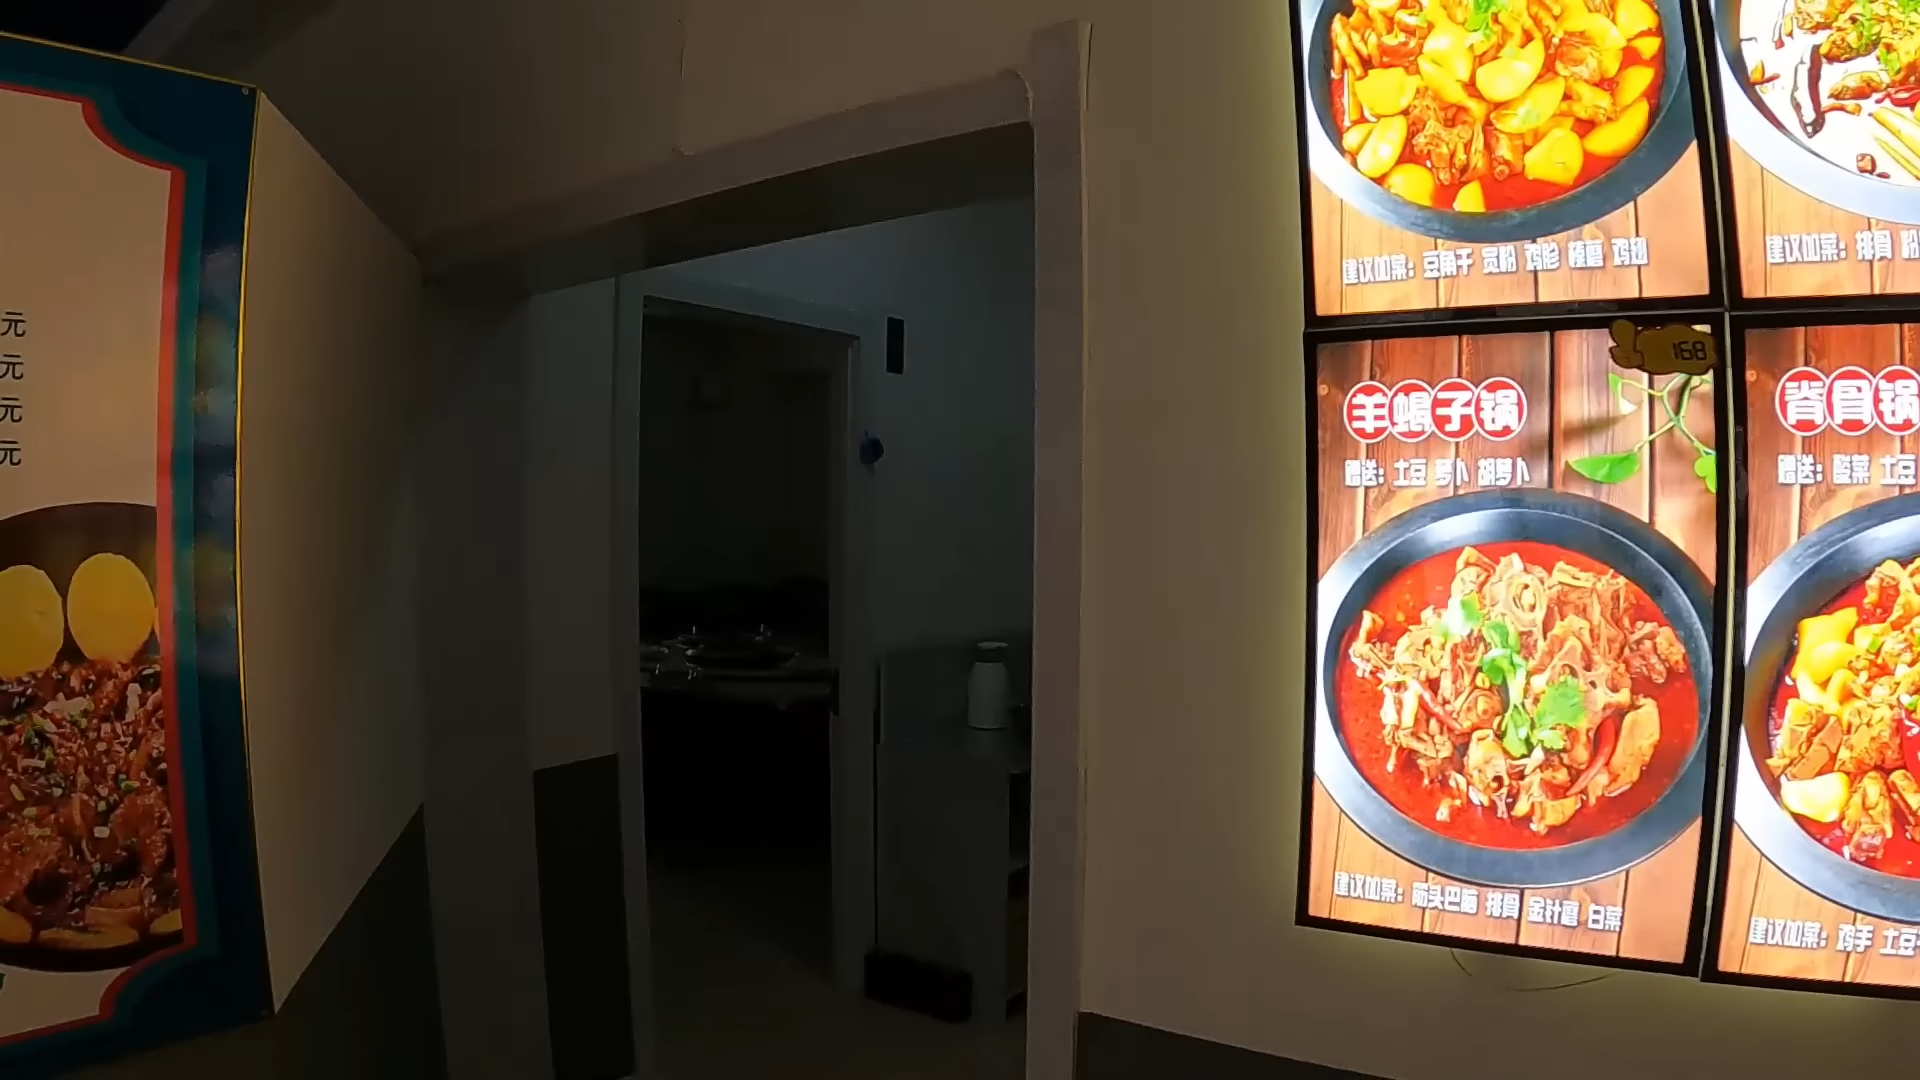 元
元
元
元
建议加菜: 豆角干 宽粉 鸡胗 榛蘑 鸡翅
建议加菜: 排骨 粉
168
羊蝎子锅
赠送: 土豆 萝卜 胡萝卜
建议加菜: 筋头巴脑 排骨 金针蘑 白菜
脊骨锅
赠送: 酸菜 土豆
建议加菜: 鸡手 土豆